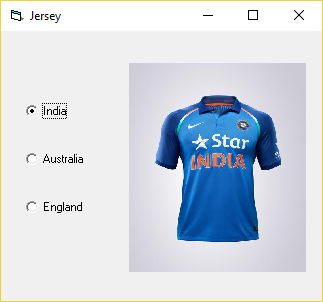 Jersey
India
Australia
England
Star
INDIA